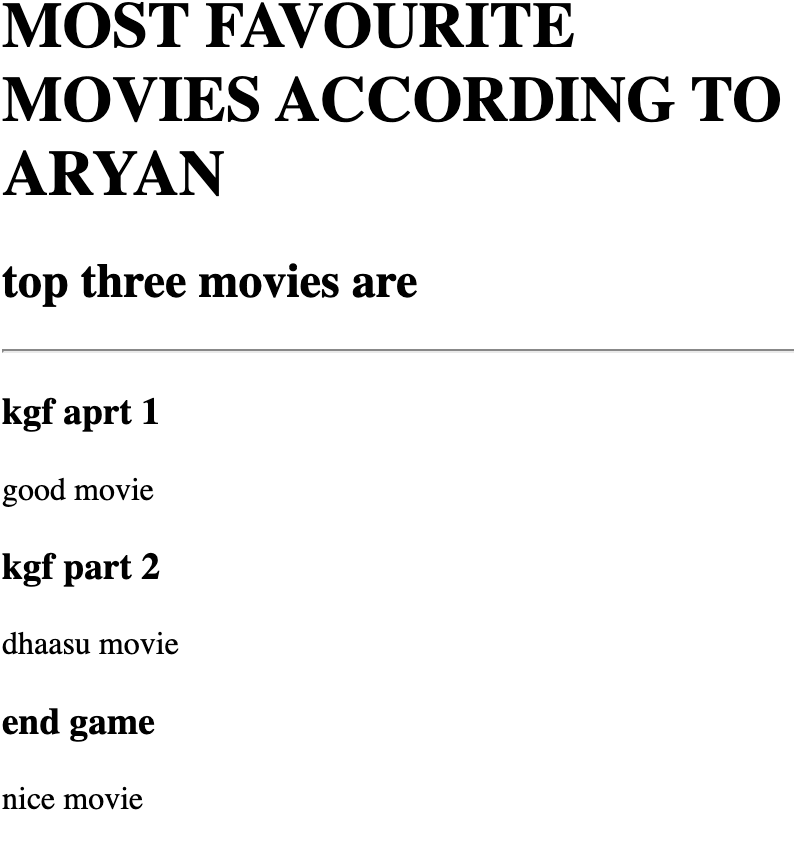 MOST FAVOURITE
MOVIES ACCORDING TO
ARYAN
top three movies are
kgf aprt 1
good movie
kgf part 2
dhaasu movie
end game
nice movie